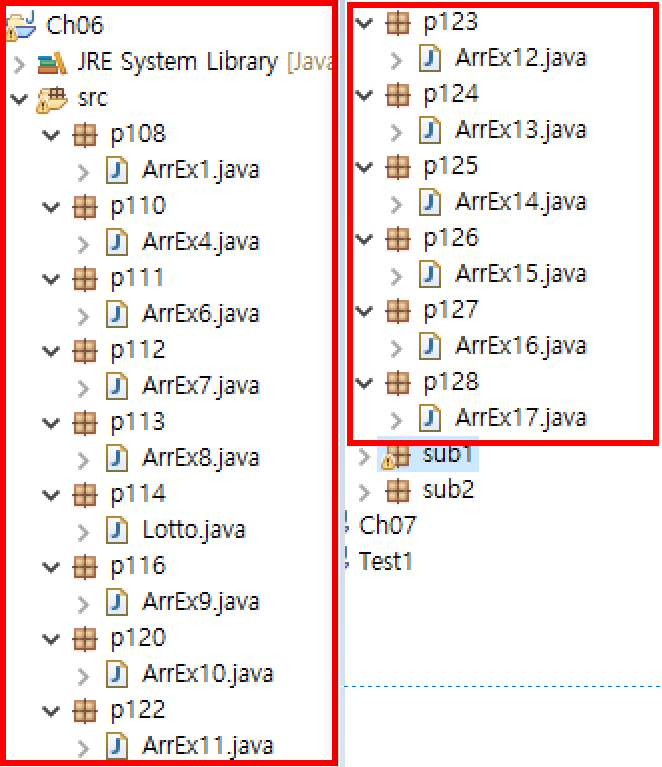 Ch06
JRE System Library [Java
src
p108
ArrEx1.java
p110
ArrEx4.java
p111
ArrEx6.java
p112
ArrEx7.java
p113
ArrEx8.java
p114
Lotto.java
p116
ArrEx9.java
p120
ArrEx10.java
p122
ArrEx11.java
p123
ArrEx12.java
p124
ArrEx13.java
p125
ArrEx14.java
p126
ArrEx15.java
p127
ArrEx16.java
p128
ArrEx17.java
sub1
sub2
Ch07
Test1